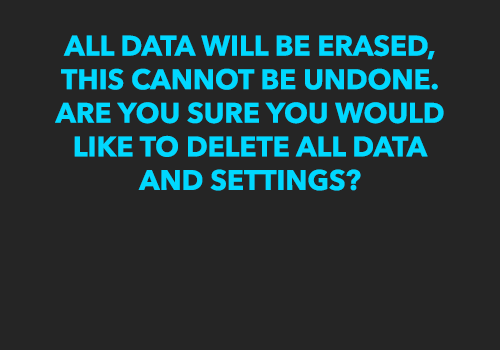 ALL DATA WILL BE ERASED,
THIS CANNOT BE UNDONE.
ARE YOU SURE YOU WOULD
LIKE TO DELETE ALL DATA
AND SETTINGS?